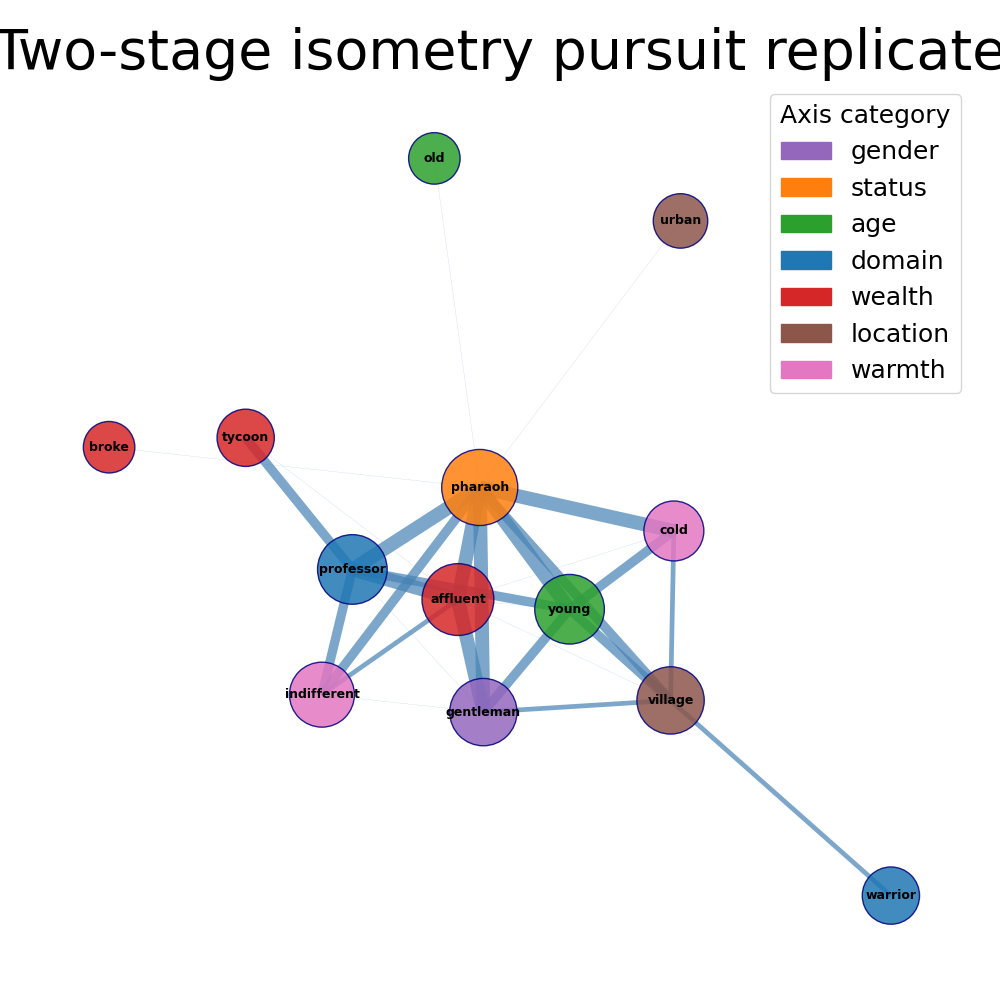 Two-stage isometry pursuit replicate
Axis category
gender
status
age
domain
wealth
location
warmth
old
urban
tycoon
broke
pharaoh
cold
professor
affluent
young
indifferent
village
gentleman
warrior